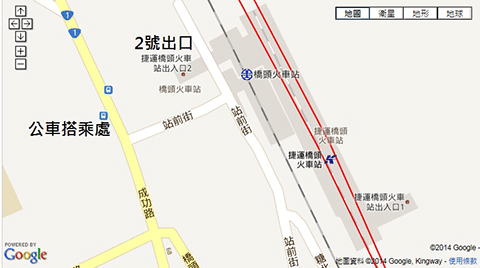 1
地圖
衛星
地形
地球
2號出口
捷運橋頭火車
站出入口2
橋頭火車站
橋頭火車站
公車搭乘處
站前街
站前街
捷運橋頭
火車站
捷運橋頭
火車站
成功路
捷運橋頭火車
站出入口1
1
站前街
橋頭
POWERED BY
Google
©2014 Google -
地圖資料 ©2014 Google, Kingway - 使用條款